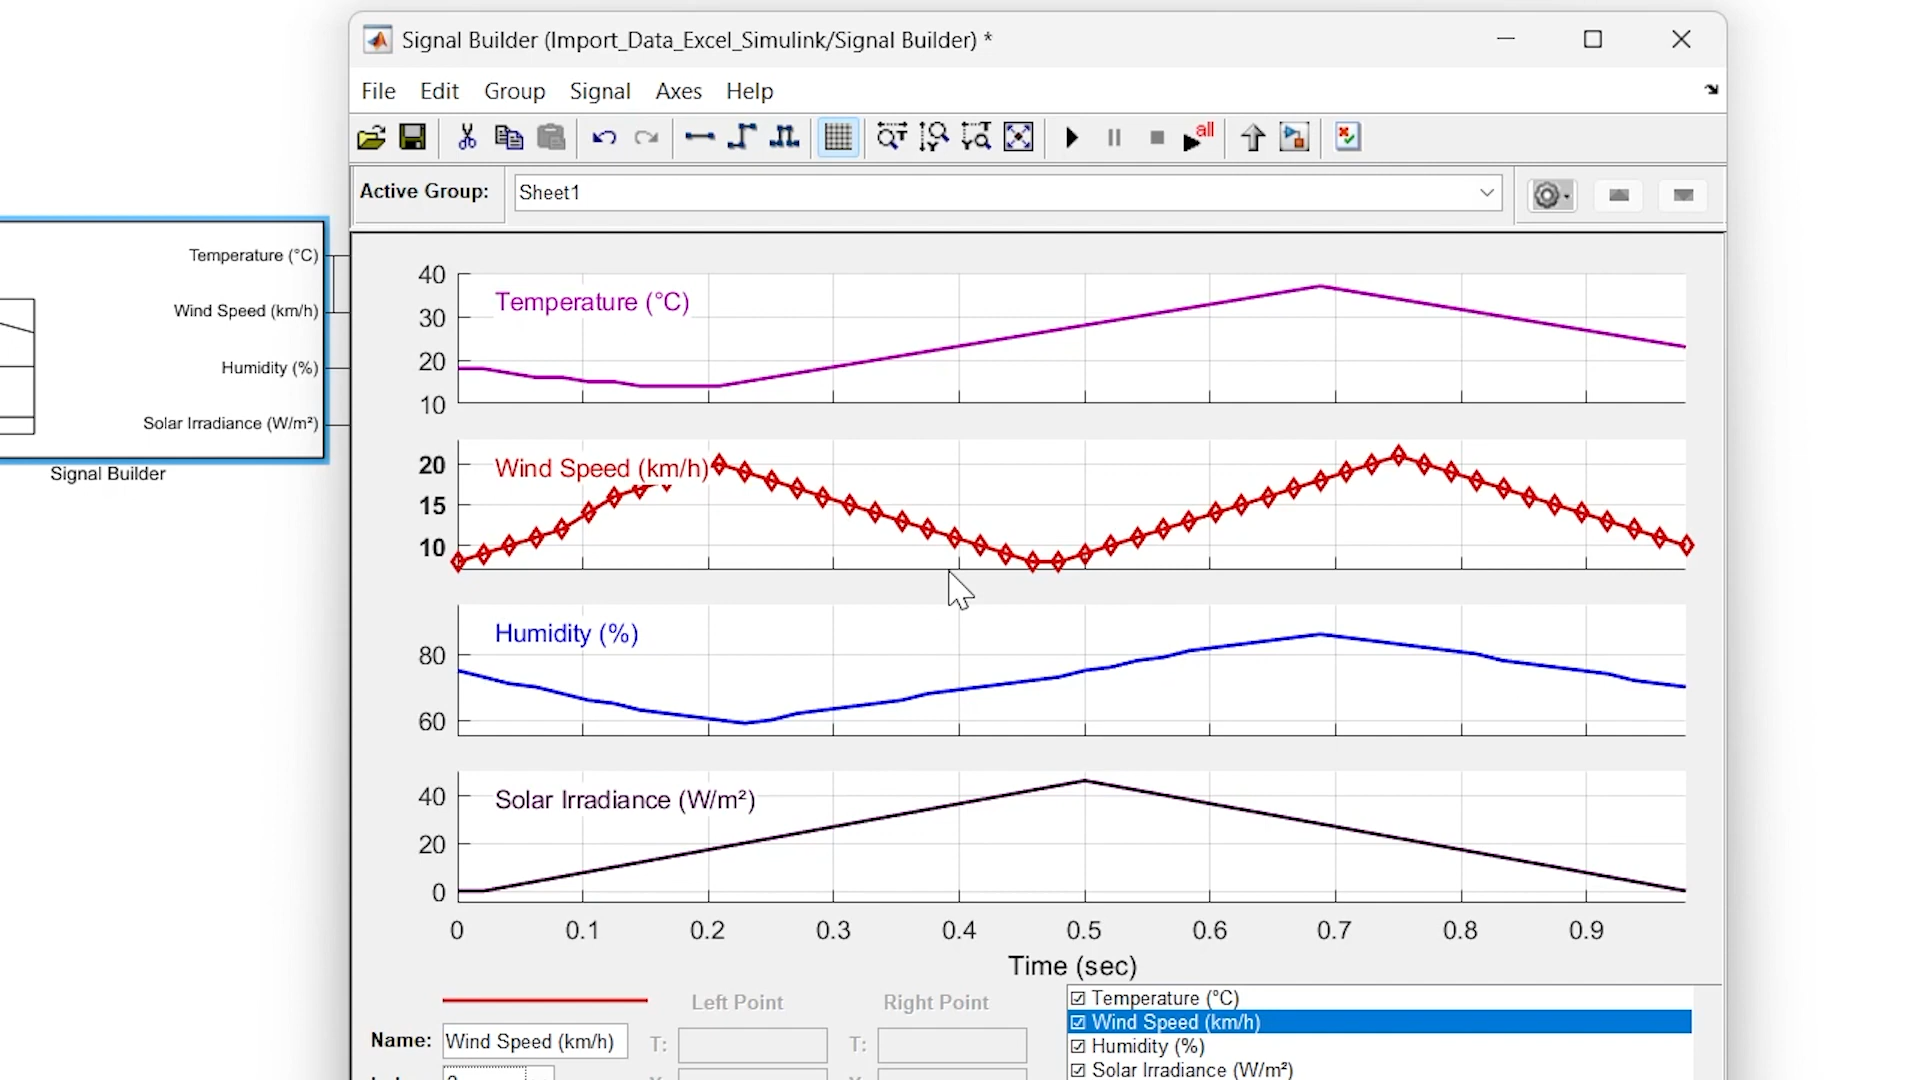 Signal Builder (Import_Data_Excel_Simulink/Signal Builder) *
File Edit Group Signal Axes Help
all
Active Group: Sheet1
Temperature (°C)
Wind Speed (km/h)
Humidity (%)
Solar Irradiance (W/m²)
Signal Builder
40
30
20
10
Temperature (°C)
20
15
10
Wind Speed (km/h)
80
60
Humidity (%)
40
20
0
Solar Irradiance (W/m²)
0 0.1 0.2 0.3 0.4 0.5 0.6 0.7 0.8 0.9
Time (sec)
Left Point Right Point
Name: Wind Speed (km/h) T: T:
Temperature (°C)
Wind Speed (km/h)
Humidity (%)
Solar Irradiance (W/m²)